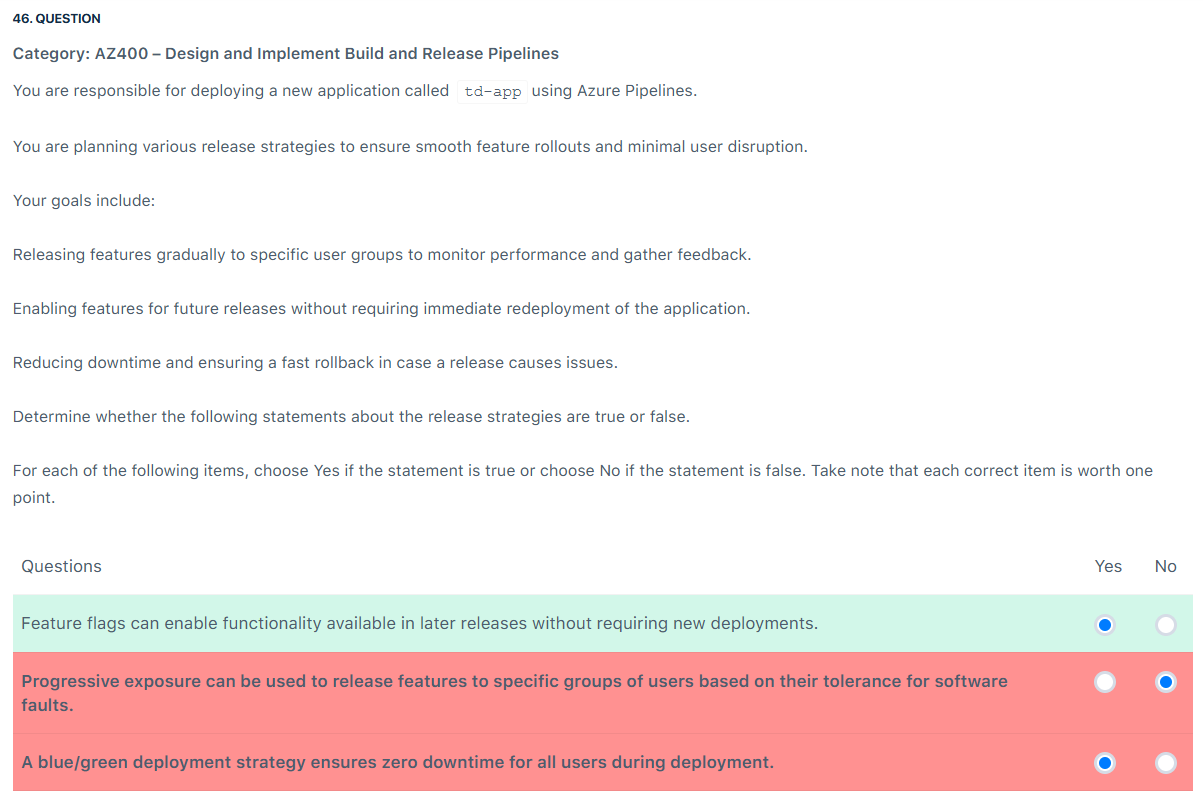 46. QUESTION
Category: AZ400 – Design and Implement Build and Release Pipelines
You are responsible for deploying a new application called td-app using Azure Pipelines.
You are planning various release strategies to ensure smooth feature rollouts and minimal user disruption.
Your goals include:
Releasing features gradually to specific user groups to monitor performance and gather feedback.
Enabling features for future releases without requiring immediate redeployment of the application.
Reducing downtime and ensuring a fast rollback in case a release causes issues.
Determine whether the following statements about the release strategies are true or false.
For each of the following items, choose Yes if the statement is true or choose No if the statement is false. Take note that each correct item is worth one
point.
Questions Yes No
Feature flags can enable functionality available in later releases without requiring new deployments.
Progressive exposure can be used to release features to specific groups of users based on their tolerance for software
faults.
A blue/green deployment strategy ensures zero downtime for all users during deployment.